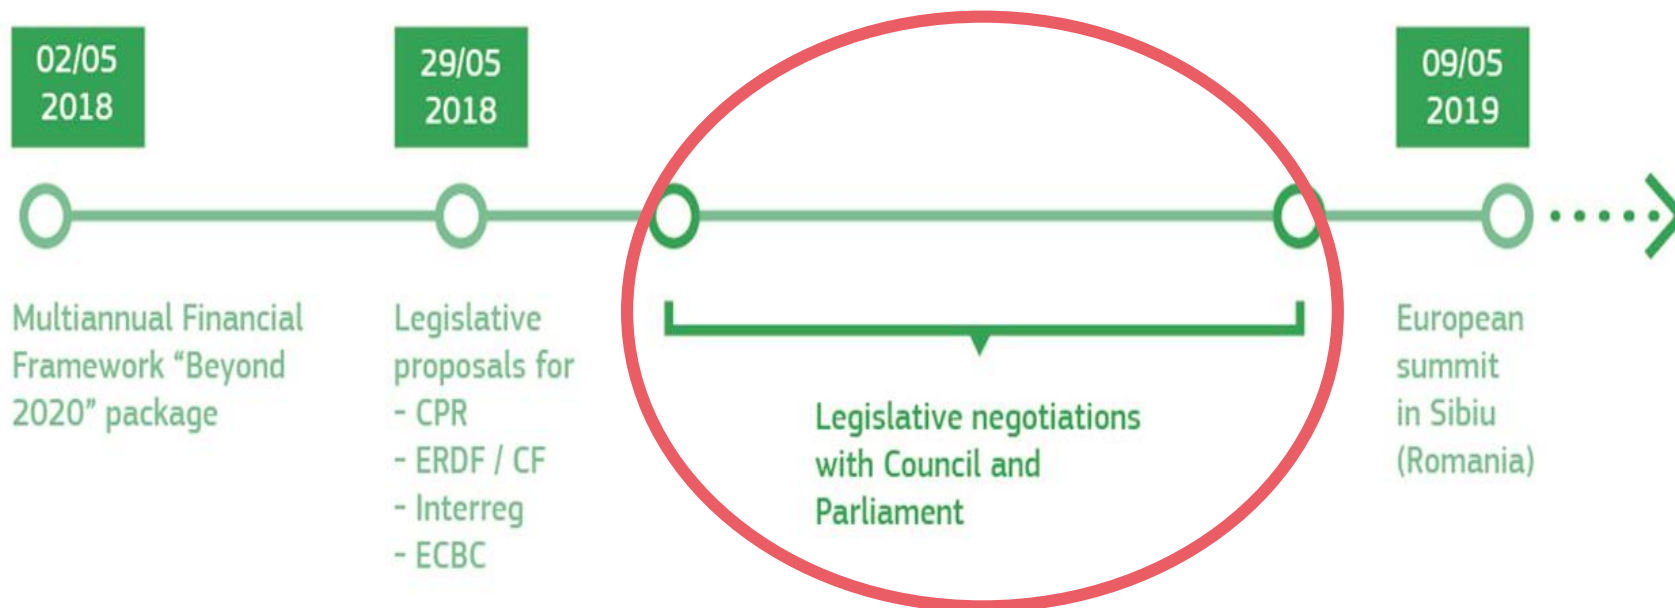 02/05
2018
29/05
2018
09/05
2019
Multiannual Financial
Framework “Beyond
2020” package
Legislative
proposals for
- CPR
- ERDF / CF
- Interreg
- ECBC
Legislative negotiations
with Council and
Parliament
European
summit
in Sibiu
(Romania)